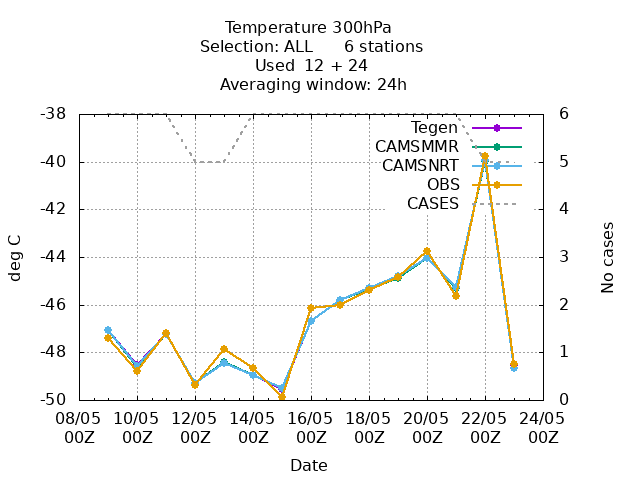 Temperature 300hPa
Selection: ALL 6 stations
Used 12 + 24
Averaging window: 24h
-38
-40
-42
-44
-46
-48
-50
deg C
6
5
4
3
2
1
0
No cases
Tegen
CAMSMMR
CAMSNRT
OBS
CASES
08/05 10/05 12/05 14/05 16/05 18/05 20/05 22/05 24/05
00Z 00Z 00Z 00Z 00Z 00Z 00Z 00Z 00Z
Date